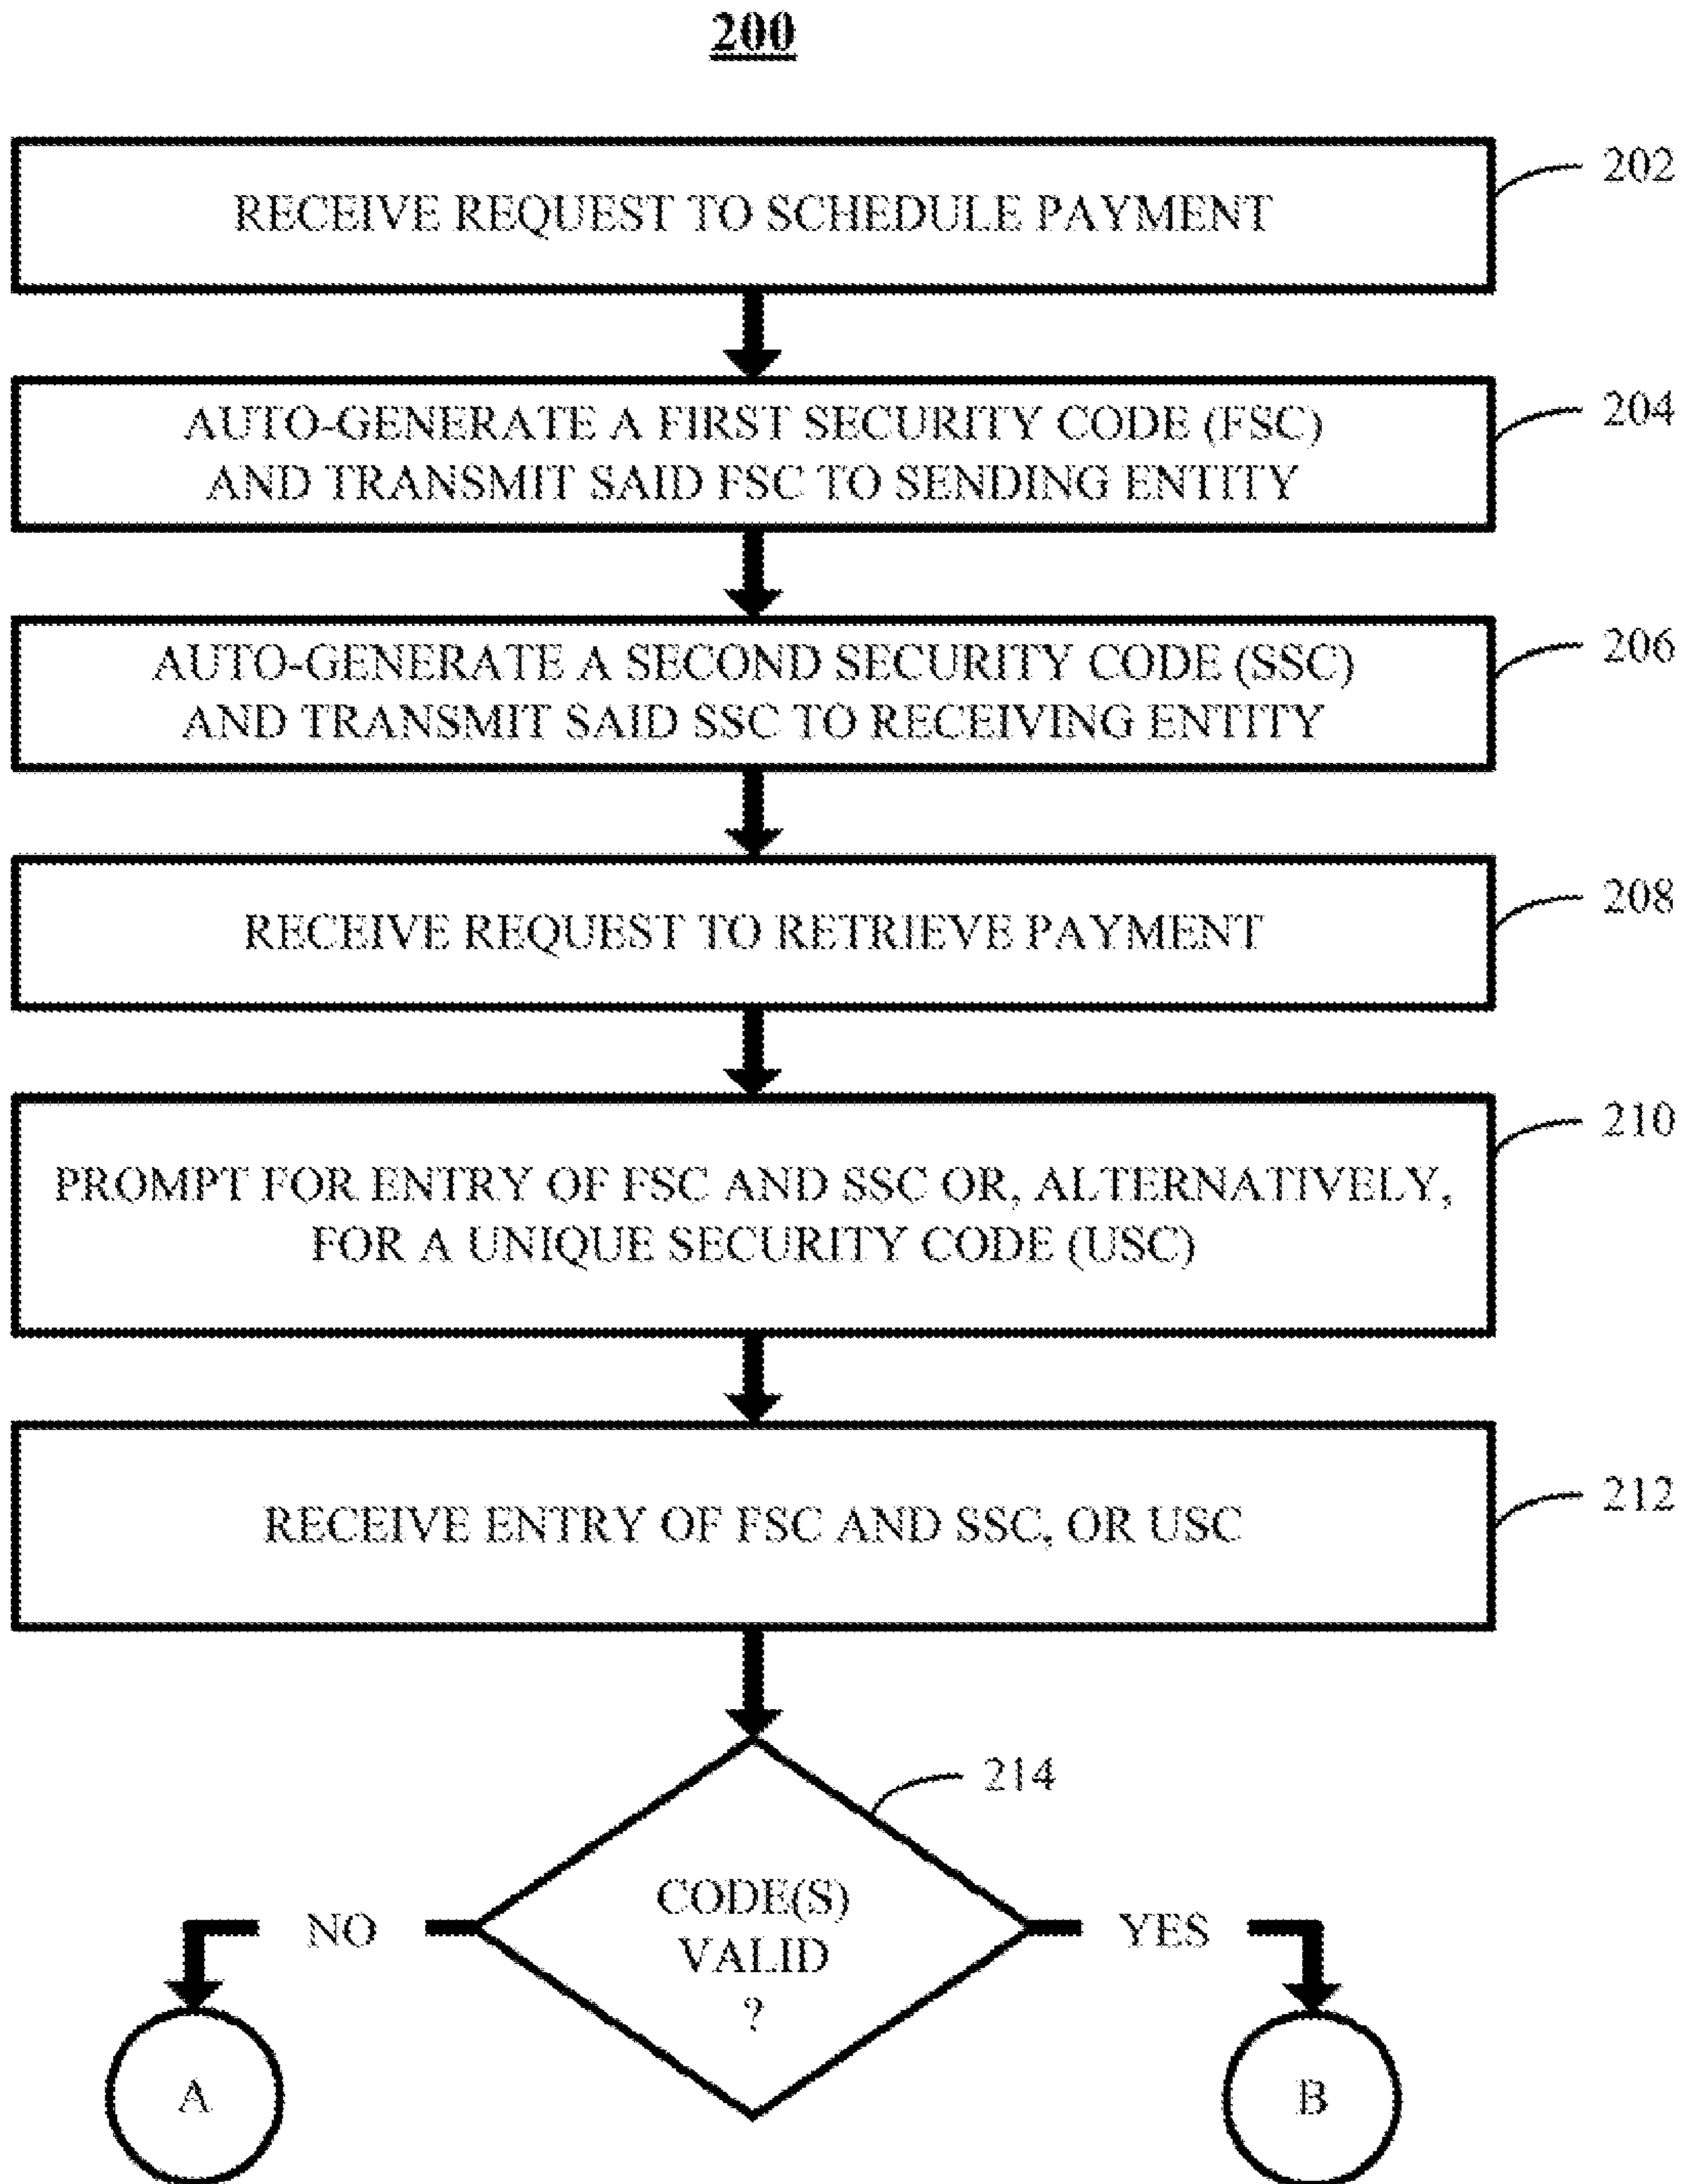 200
RECEIVE REQUEST TO SCHEDULE PAYMENT
202
AUTO-GENERATE A FIRST SECURITY CODE (FSC)
AND TRANSMIT SAID FSC TO SENDING ENTITY
204
AUTO-GENERATE A SECOND SECURITY CODE (SSC)
AND TRANSMIT SAID SSC TO RECEIVING ENTITY
206
RECEIVE REQUEST TO RETRIEVE PAYMENT
208
PROMPT FOR ENTRY OF FSC AND SSC OR, ALTERNATIVELY,
FOR A UNIQUE SECURITY CODE (USC)
210
RECEIVE ENTRY OF FSC AND SSC, OR USC
212
214
CODE(S)
VALID
?
NO
YES
A
B